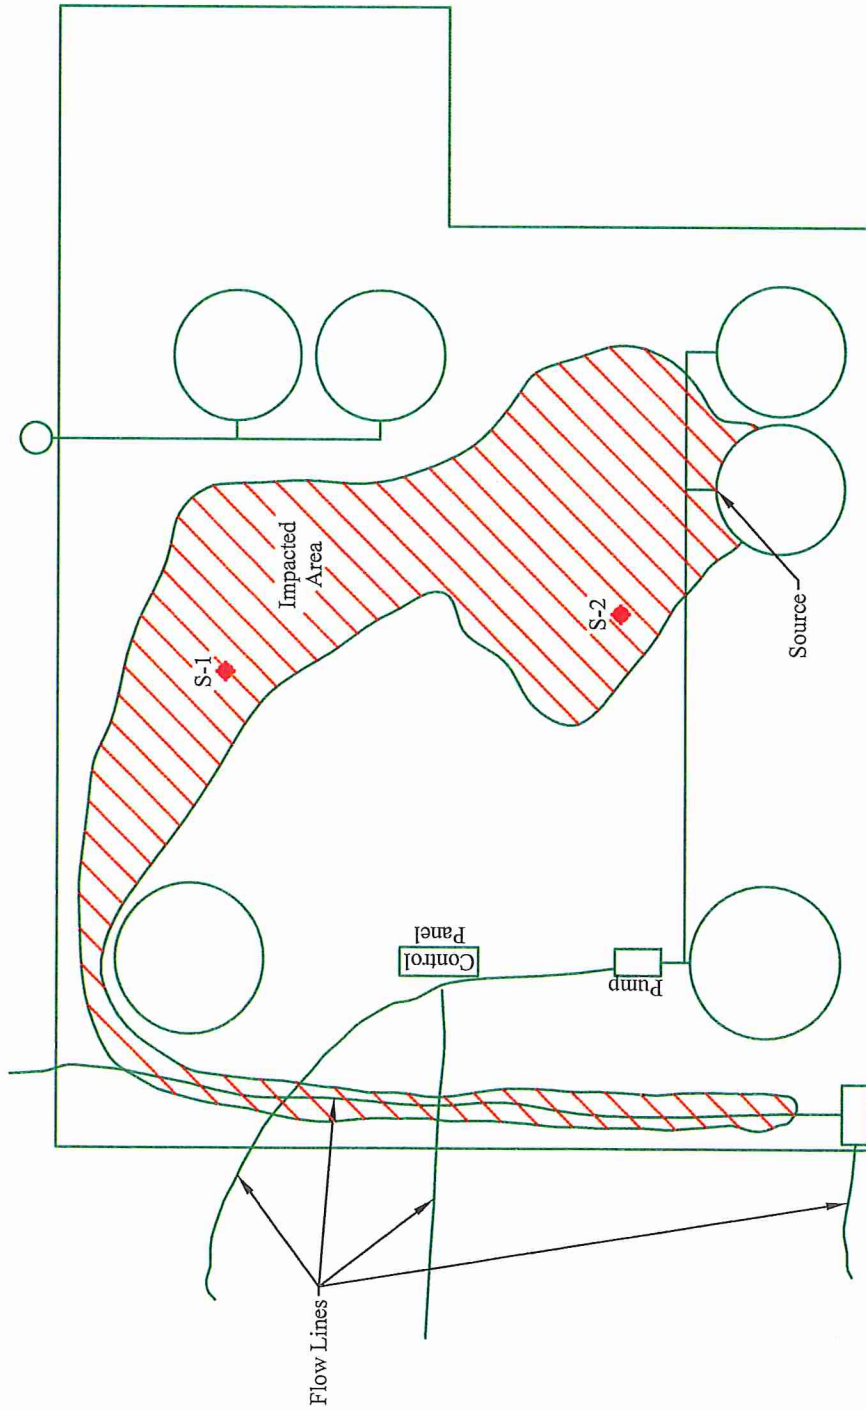 S-1
Impacted
Area
S-2
Source
Control
Panel
Pump
Flow Lines